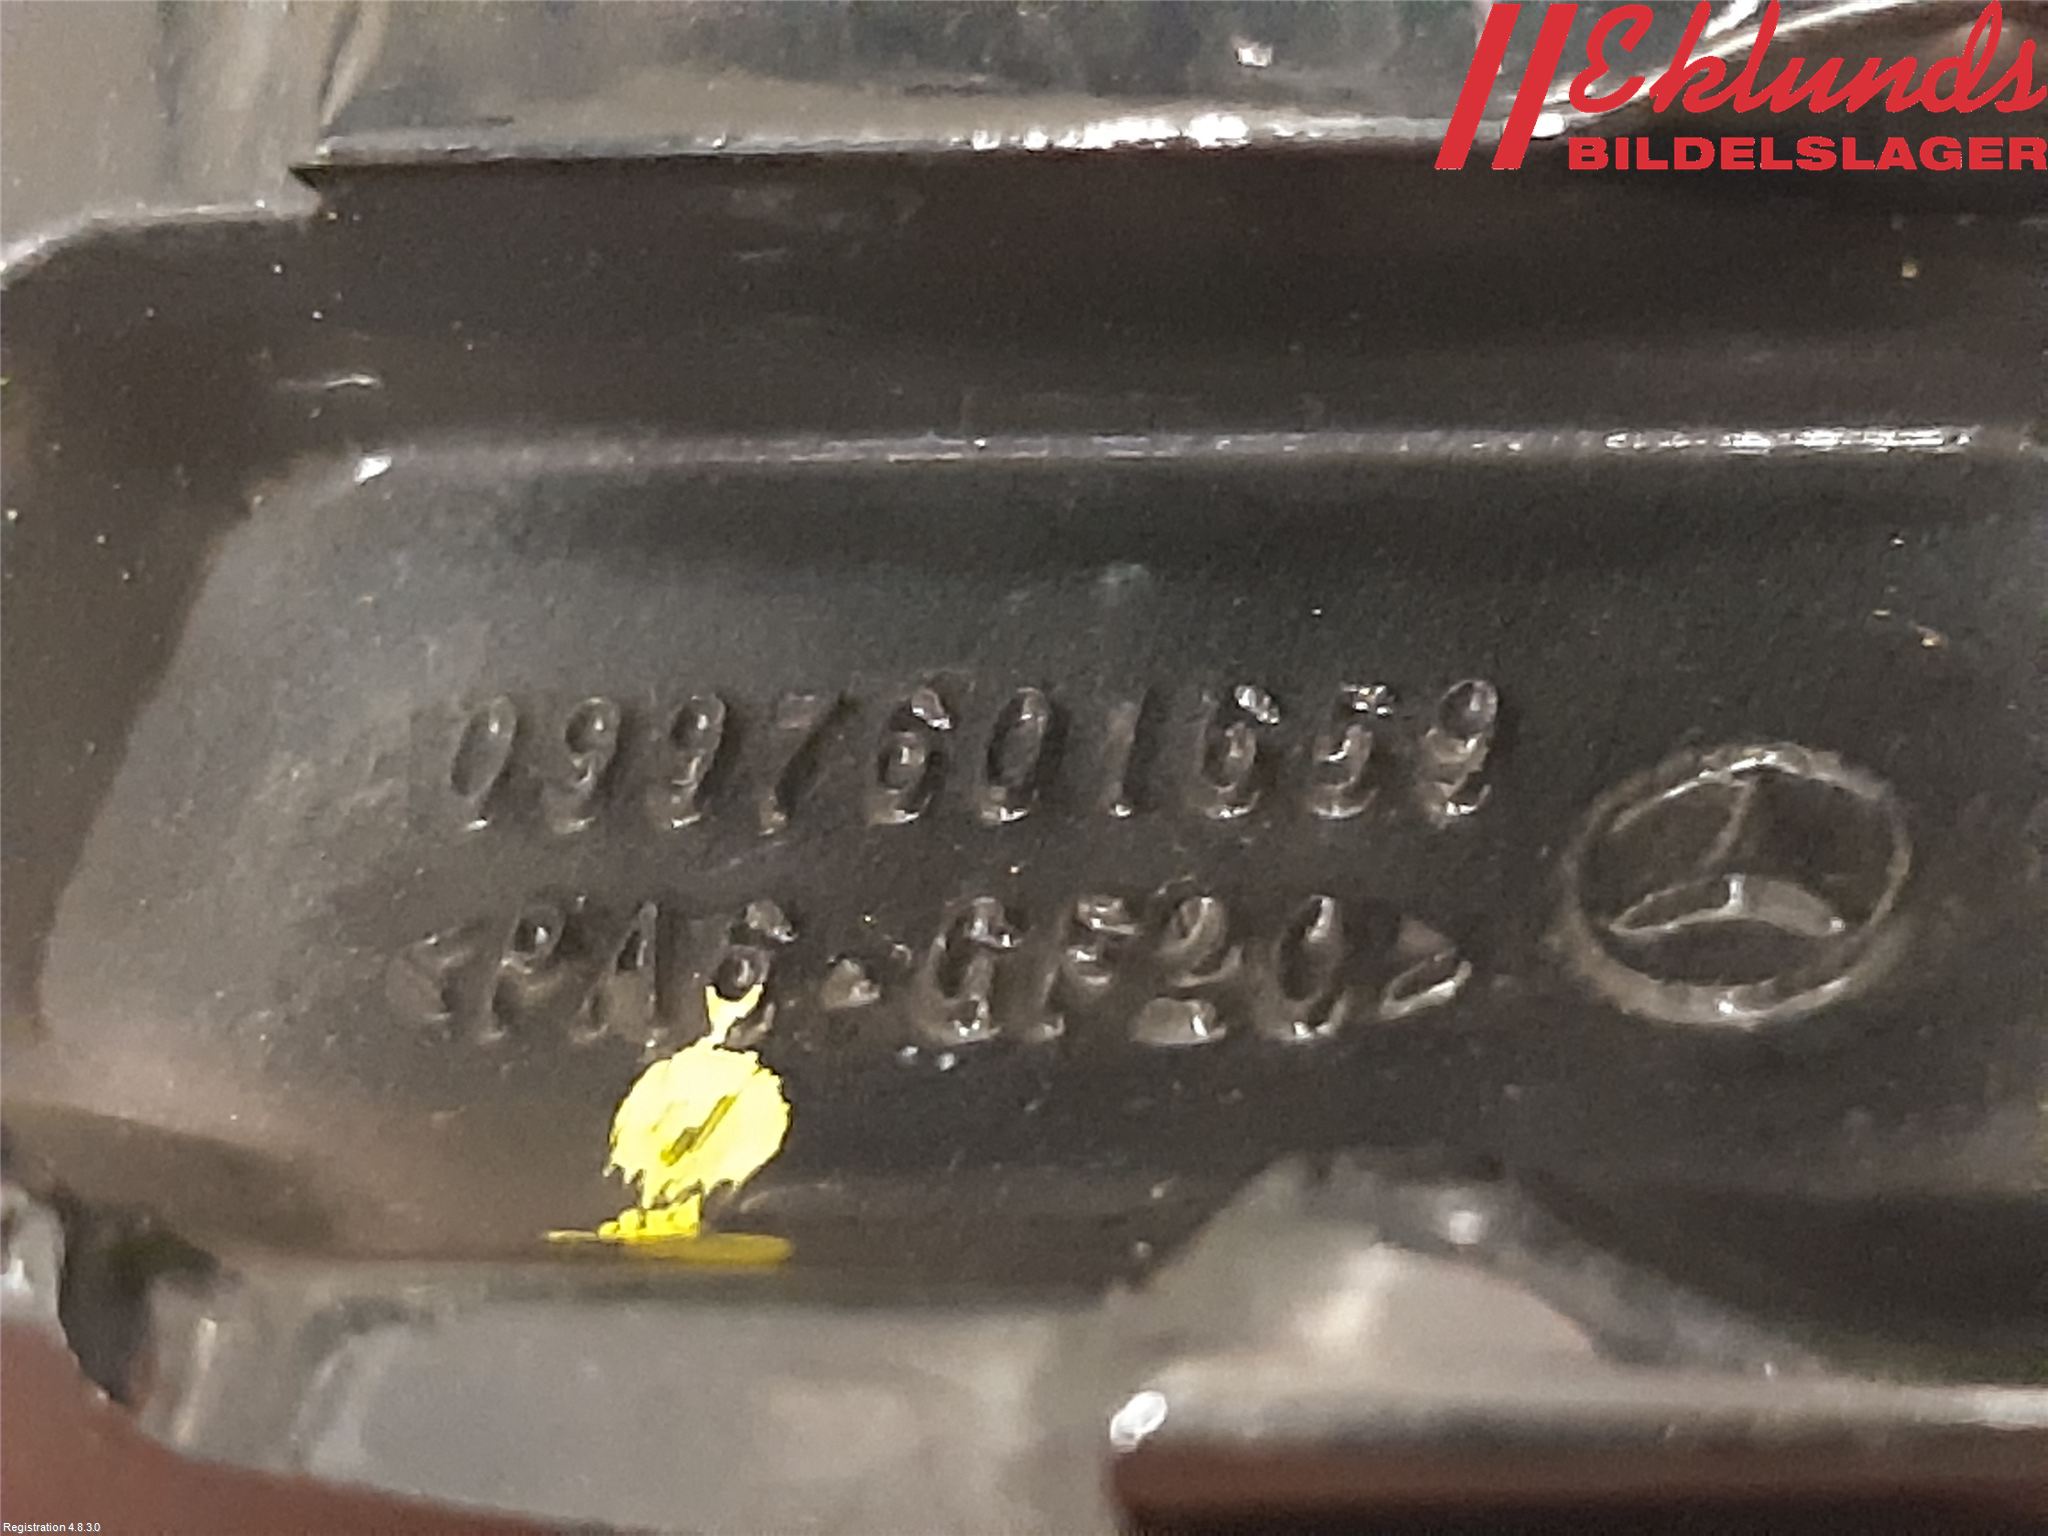 Eklunds
BILDELSLAGER
0997601659
<PA6-GF20>
Registration 4.8.3.0